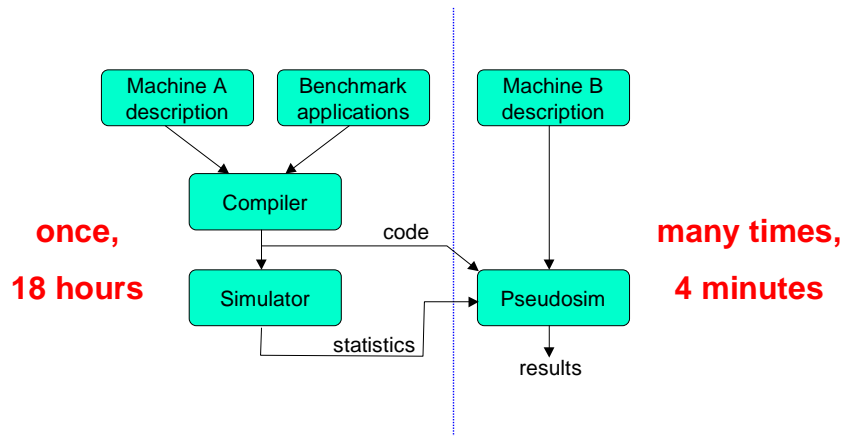 Machine A
description
Benchmark
applications
Machine B
description
Compiler
once,
18 hours
code
many times,
4 minutes
Simulator
Pseudosim
statistics
results